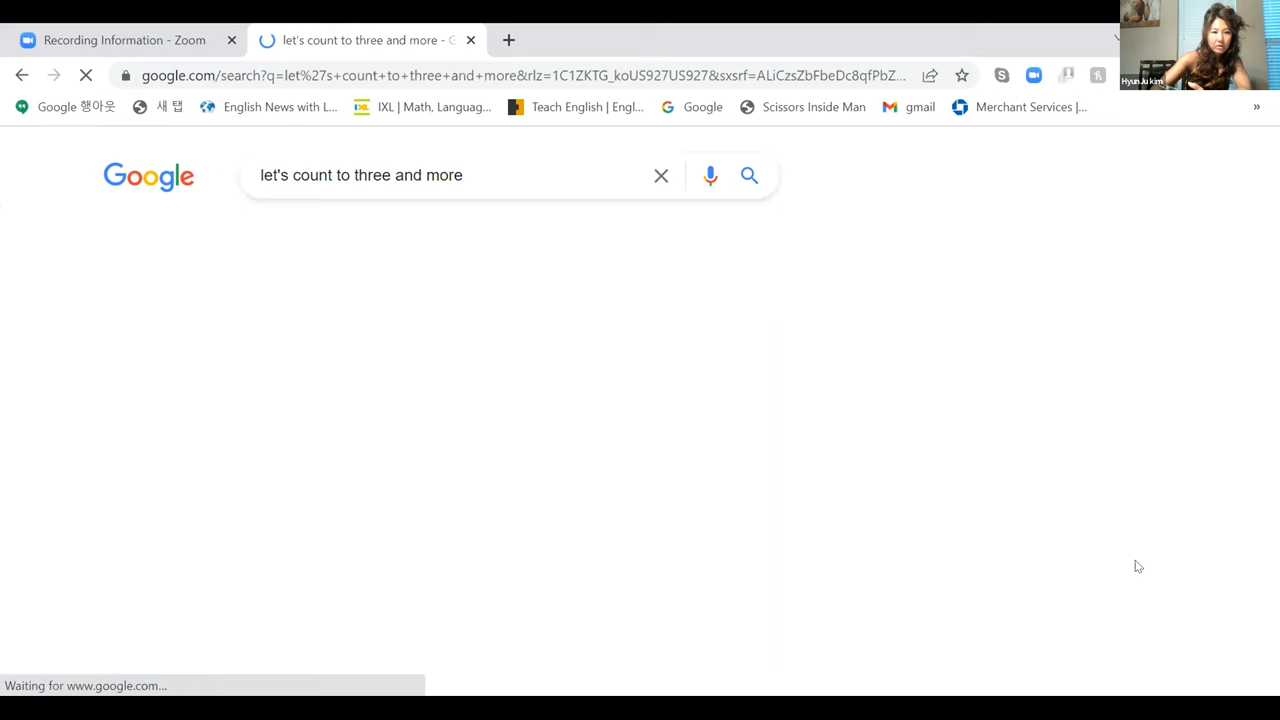 Recording Information - Zoom
let's count to three and more - G
google.com/search?q=let%27s+count+to+three+and+more&rlz=1C1ZKTG_koUS927US927&sxsrf=ALiCzsZbFbeDc8qfPbZ...
Google 행아웃
새 탭
English News with L...
IXL | Math, Languag...
Teach English | Engl...
Google
Scissors Inside Man
gmail
Merchant Services |...
»
HyunJu kim
Google
let's count to three and more
Waiting for www.google.com...